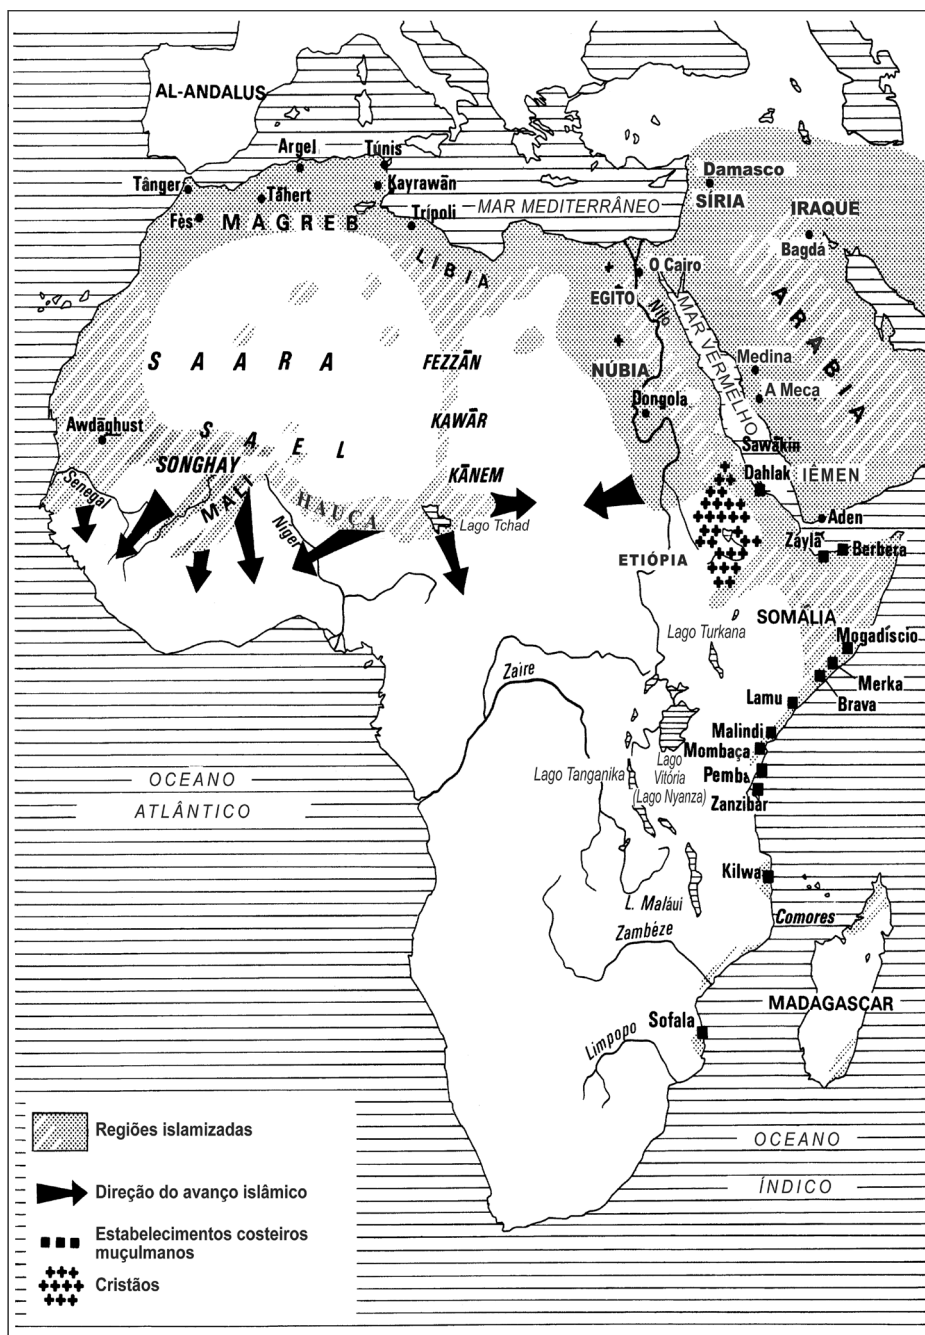 AL-ANDALUS
Argel
Túnis
Tânger
Tāhert
Kayrawān
Fès
MAGREB
Trípoli
MAR MEDITERRÂNEO
Damasco
SÍRIA
IRAQUE
Bagdá
LÍBIA
O Cairo
EGITO
Nilo
MAR VERMELHO
ARABIA
SAARA
FEZZĀN
NÚBIA
Medina
A Meca
Dongola
KAWĀR
Awdāghust
SAEL
SONGHAY
KĀNEM
Sawākin
Dahlak
IÊMEN
Senegal
MALI
HAUÇA
Niger
Lago Tchad
Aden
Záylā
Berbera
ETIÓPIA
SOMÁLIA
Lago Turkana
Mogadíscio
Merka
Brava
Zaire
Lamu
Malindi
Mombaça
Lago
Vitória
(Lago Nyanza)
Lago Tanganika
Pemba
Zanzibar
OCEANO
ATLÂNTICO
Kilwa
L. Maláui
Comores
Zambéze
MADAGASCAR
Sofala
Limpopo
OCEANO
ÍNDICO
Regiões islamizadas
Direção do avanço islâmico
Estabelecimentos costeiros
muçulmanos
Cristãos